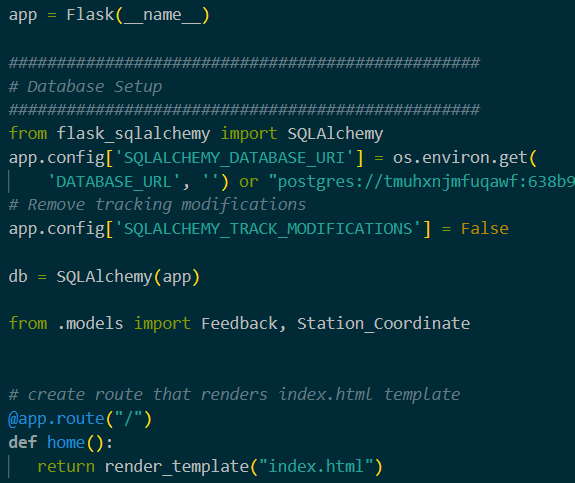 app = Flask(__name__)
#################################################
# Database Setup
#################################################
from flask_sqlalchemy import SQLAlchemy
app.config['SQLALCHEMY_DATABASE_URI'] = os.environ.get(
    'DATABASE_URL', '') or "postgres://tmuhxnjmfuqawf:638b9
# Remove tracking modifications
app.config['SQLALCHEMY_TRACK_MODIFICATIONS'] = False
db = SQLAlchemy(app)
from .models import Feedback, Station_Coordinate
# create route that renders index.html template
@app.route("/")
def home():
    return render_template("index.html")